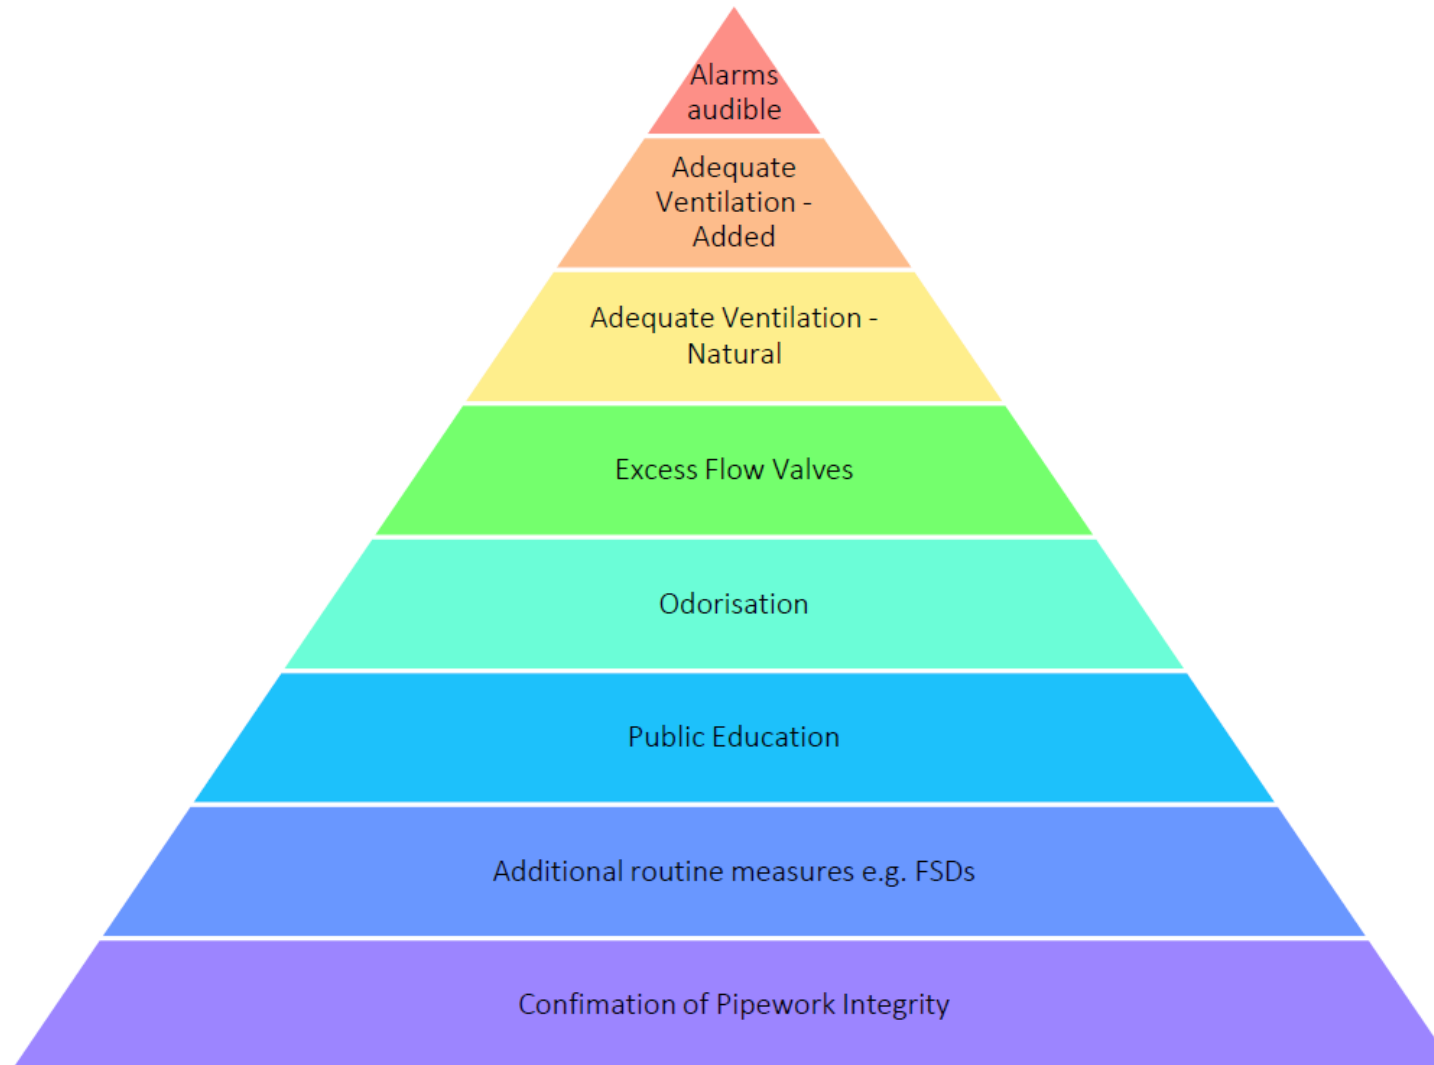 Alarms
audible
Adequate
Ventilation -
Added
Adequate Ventilation -
Natural
Excess Flow Valves
Odorisation
Public Education
Additional routine measures e.g. FSDs
Confimation of Pipework Integrity